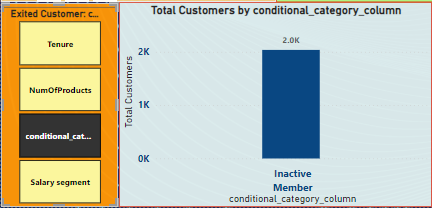 Exited Customer: c...
Tenure
NumOfProducts
conditional_cat...
Salary segment
Total Customers by conditional_category_column
Total Customers
2K
1K
0K
2.0K
Inactive
Member
conditional_category_column